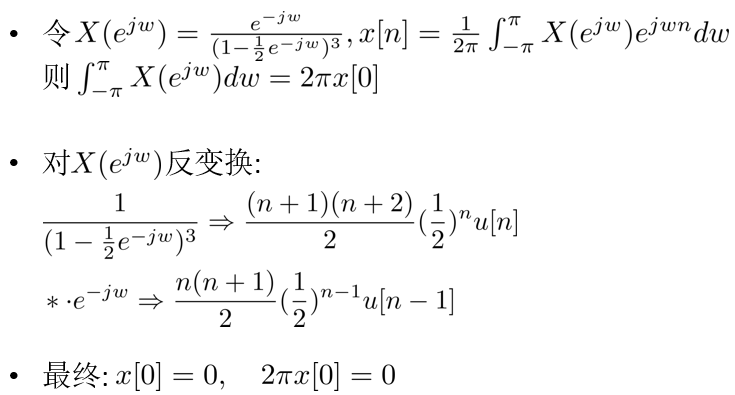 • 令 $X(e^{jw}) = \frac{e^{-jw}}{(1-\frac{1}{2}e^{-jw})^3}, x[n] = \frac{1}{2\pi} \int_{-\pi}^{\pi} X(e^{jw})e^{jwn}dw$
则 $\int_{-\pi}^{\pi} X(e^{jw})dw = 2\pi x[0]$
• 对$X(e^{jw})$反变换:
$\frac{1}{(1-\frac{1}{2}e^{-jw})^3} \Rightarrow \frac{(n+1)(n+2)}{2}(\frac{1}{2})^n u[n]$
$* \cdot e^{-jw} \Rightarrow \frac{n(n+1)}{2}(\frac{1}{2})^{n-1} u[n-1]$
• 最终: $x[0] = 0, \quad 2\pi x[0] = 0$